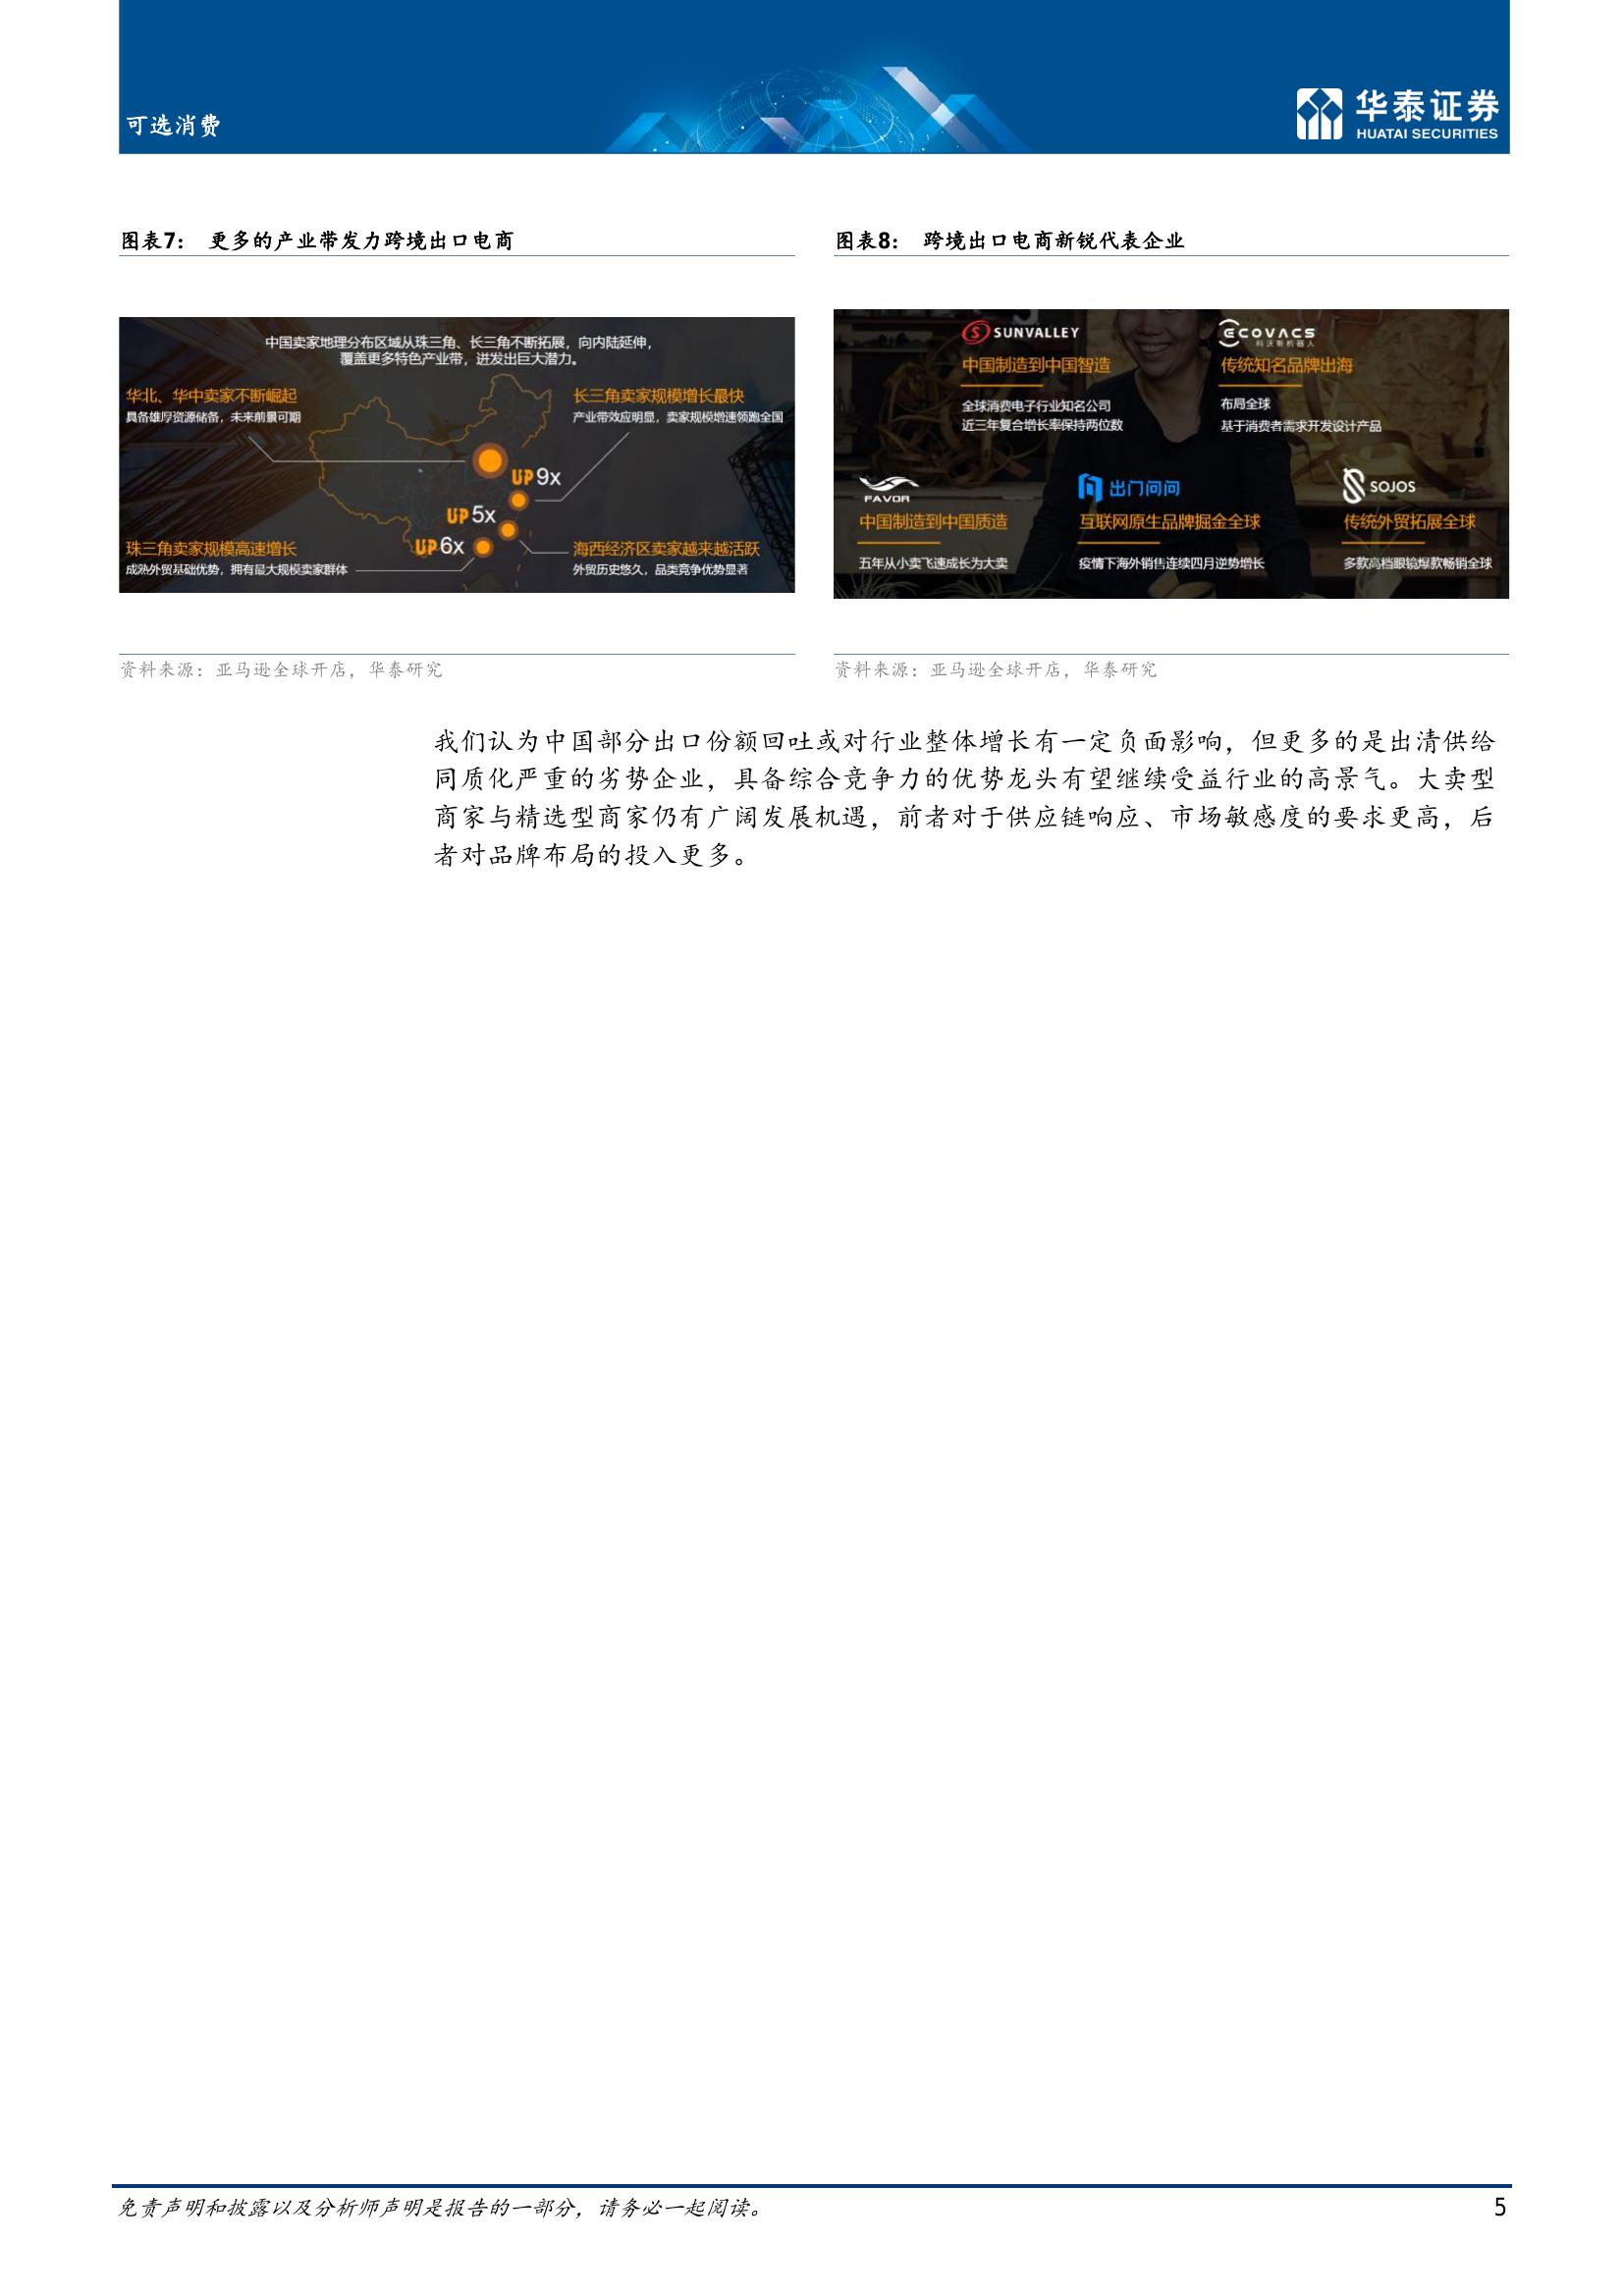 可选消费
华泰证券
HUATAI SECURITIES
图表7： 更多的产业带发力跨境出口电商
中国卖家地理分布区域从珠三角、长三角不断拓展，向内陆延伸，
覆盖更多特色产业带，迸发出巨大潜力。
华北、华中卖家不断崛起
具备雄厚资源储备，未来前景可期
长三角卖家规模增长最快
产业带效应明显，卖家规模增速领跑全国
UP 9x
UP 5x
UP 6x
珠三角卖家规模高速增长
成熟外贸基础优势，拥有最大规模卖家群体
海西经济区卖家越来越活跃
外贸历史悠久，品类竞争优势显著
资料来源：亚马逊全球开店，华泰研究
图表8： 跨境出口电商新锐代表企业
SUNVALLEY
中国制造到中国智造
全球消费电子行业知名公司
近三年复合增长率保持两位数
ECOVACS
科沃斯机器人
传统知名品牌出海
布局全球
基于消费者需求开发设计产品
FAVOR
中国制造到中国质造
五年从小卖飞速成长为大卖
出门问问
互联网原生品牌掘金全球
疫情下海外销售连续四月逆势增长
SOJOS
传统外贸拓展全球
多款高档眼镜爆款畅销全球
资料来源：亚马逊全球开店，华泰研究
我们认为中国部分出口份额回吐或对行业整体增长有一定负面影响，但更多的是出清供给
同质化严重的劣势企业，具备综合竞争力的优势龙头有望继续受益行业的高景气。大卖型
商家与精选型商家仍有广阔发展机遇，前者对于供应链响应、市场敏感度的要求更高，后
者对品牌布局的投入更多。
免责声明和披露以及分析师声明是报告的一部分，请务必一起阅读。
5